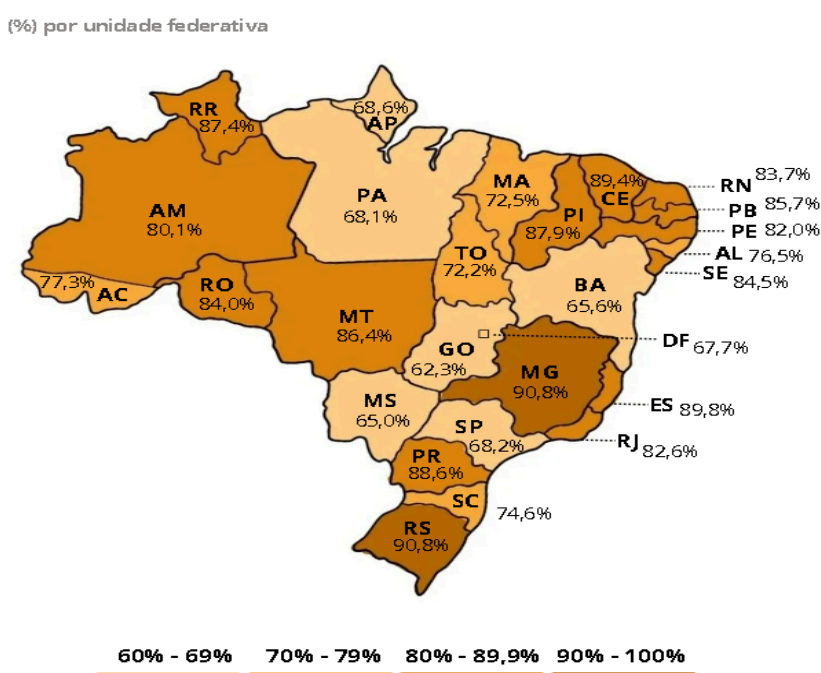 (%) por unidade federativa
RR
87,4%
68,6%
AP
AM
80,1%
PA
68,1%
MA
72,5%
89,4%
CE
PI
87,9%
RN 83,7%
PB 85,7%
PE 82,0%
AL 76,5%
SE 84,5%
77,3%
AC
RO
84,0%
TO
72,2%
MT
86,4%
BA
65,6%
GO
62,3%
DF 67,7%
MG
90,8%
MS
65,0%
ES 89,8%
SP
68,2%
RJ 82,6%
PR
88,6%
SC
74,6%
RS
90,8%
60% - 69% 70% - 79% 80% - 89,9% 90% - 100%